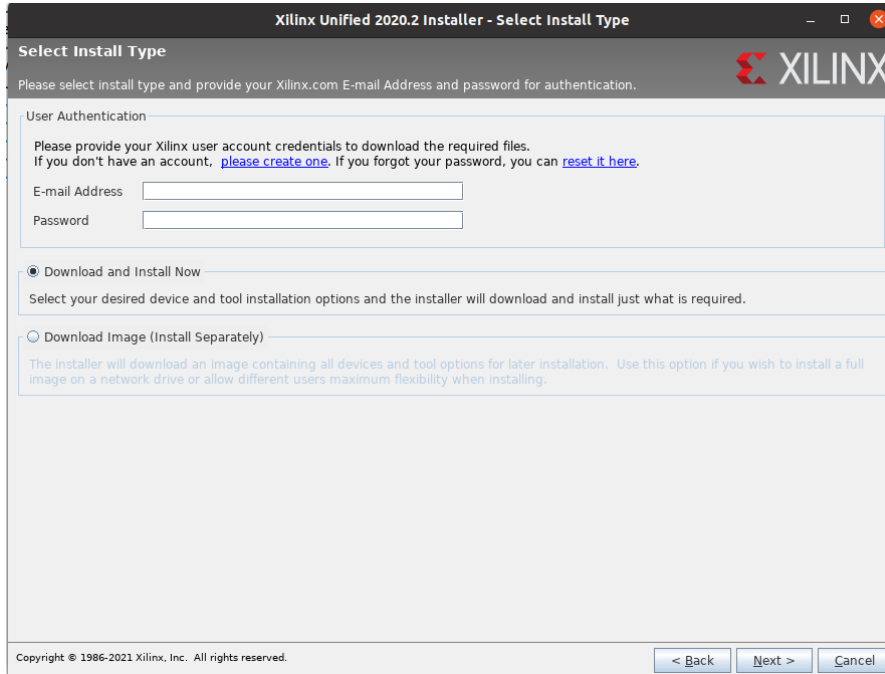 Xilinx Unified 2020.2 Installer - Select Install Type
Select Install Type
Please select install type and provide your Xilinx.com E-mail Address and password for authentication.
XILINX
User Authentication
Please provide your Xilinx user account credentials to download the required files.
If you don't have an account, please create one. If you forgot your password, you can reset it here.
E-mail Address
Password
Download and Install Now
Select your desired device and tool installation options and the installer will download and install just what is required.
Download Image (Install Separately)
The installer will download an image containing all devices and tool options for later installation. Use this option if you wish to install a full
image on a network drive or allow different users maximum flexibility when installing.
Copyright © 1986-2021 Xilinx, Inc. All rights reserved.
< Back
Next >
Cancel